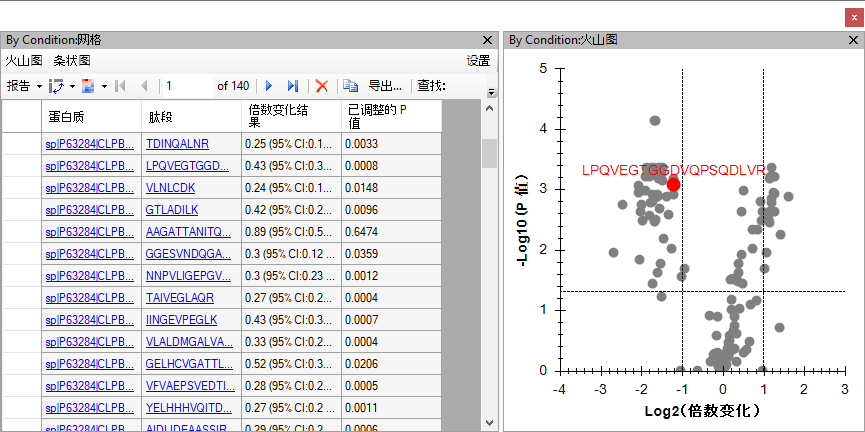 x
By Condition:网格
火山图 条状图 设置
报告 1 of 140 导出... 查找:
蛋白质 肽段 倍数变化结果 已调整的 P 值
sp|P63284|CLPB... TDINQALNR 0.25 (95% CI:0.1... 0.0033
sp|P63284|CLPB... LPQVEGTGGD... 0.43 (95% CI:0.3... 0.0008
sp|P63284|CLPB... VLNLCDK 0.24 (95% CI:0.1... 0.0148
sp|P63284|CLPB... GTLADILK 0.42 (95% CI:0.2... 0.0096
sp|P63284|CLPB... AAGATTANITQ... 0.89 (95% CI:0.5... 0.6474
sp|P63284|CLPB... GGESVNDQGA... 0.3 (95% CI:0.12 ... 0.0359
sp|P63284|CLPB... NNPVLIGEPGV... 0.3 (95% CI:0.23 ... 0.0012
sp|P63284|CLPB... TAIVEGLAQR 0.27 (95% CI:0.2... 0.0004
sp|P63284|CLPB... IINGEVPEGLK 0.43 (95% CI:0.3... 0.0007
sp|P63284|CLPB... VLALDMGALVA... 0.33 (95% CI:0.2... 0.0004
sp|P63284|CLPB... GELHCVGATTL... 0.52 (95% CI:0.3... 0.0206
sp|P63284|CLPB... VFVAEPSVEDTI... 0.28 (95% CI:0.2... 0.0005
sp|P63284|CLPB... YELHHHVQITD... 0.27 (95% CI:0.2 ... 0.0011
sp|P63284|CLPB... AIDLIDEAASSIR 0.29 (95% CI:0.2... 0.0006
By Condition:火山图
5
4
3
2
1
0
-Log10 (P 值)
LPQVEGTGGDVQPSQDLVR
-4 -3 -2 -1 0 1 2 3
Log2(倍数变化)